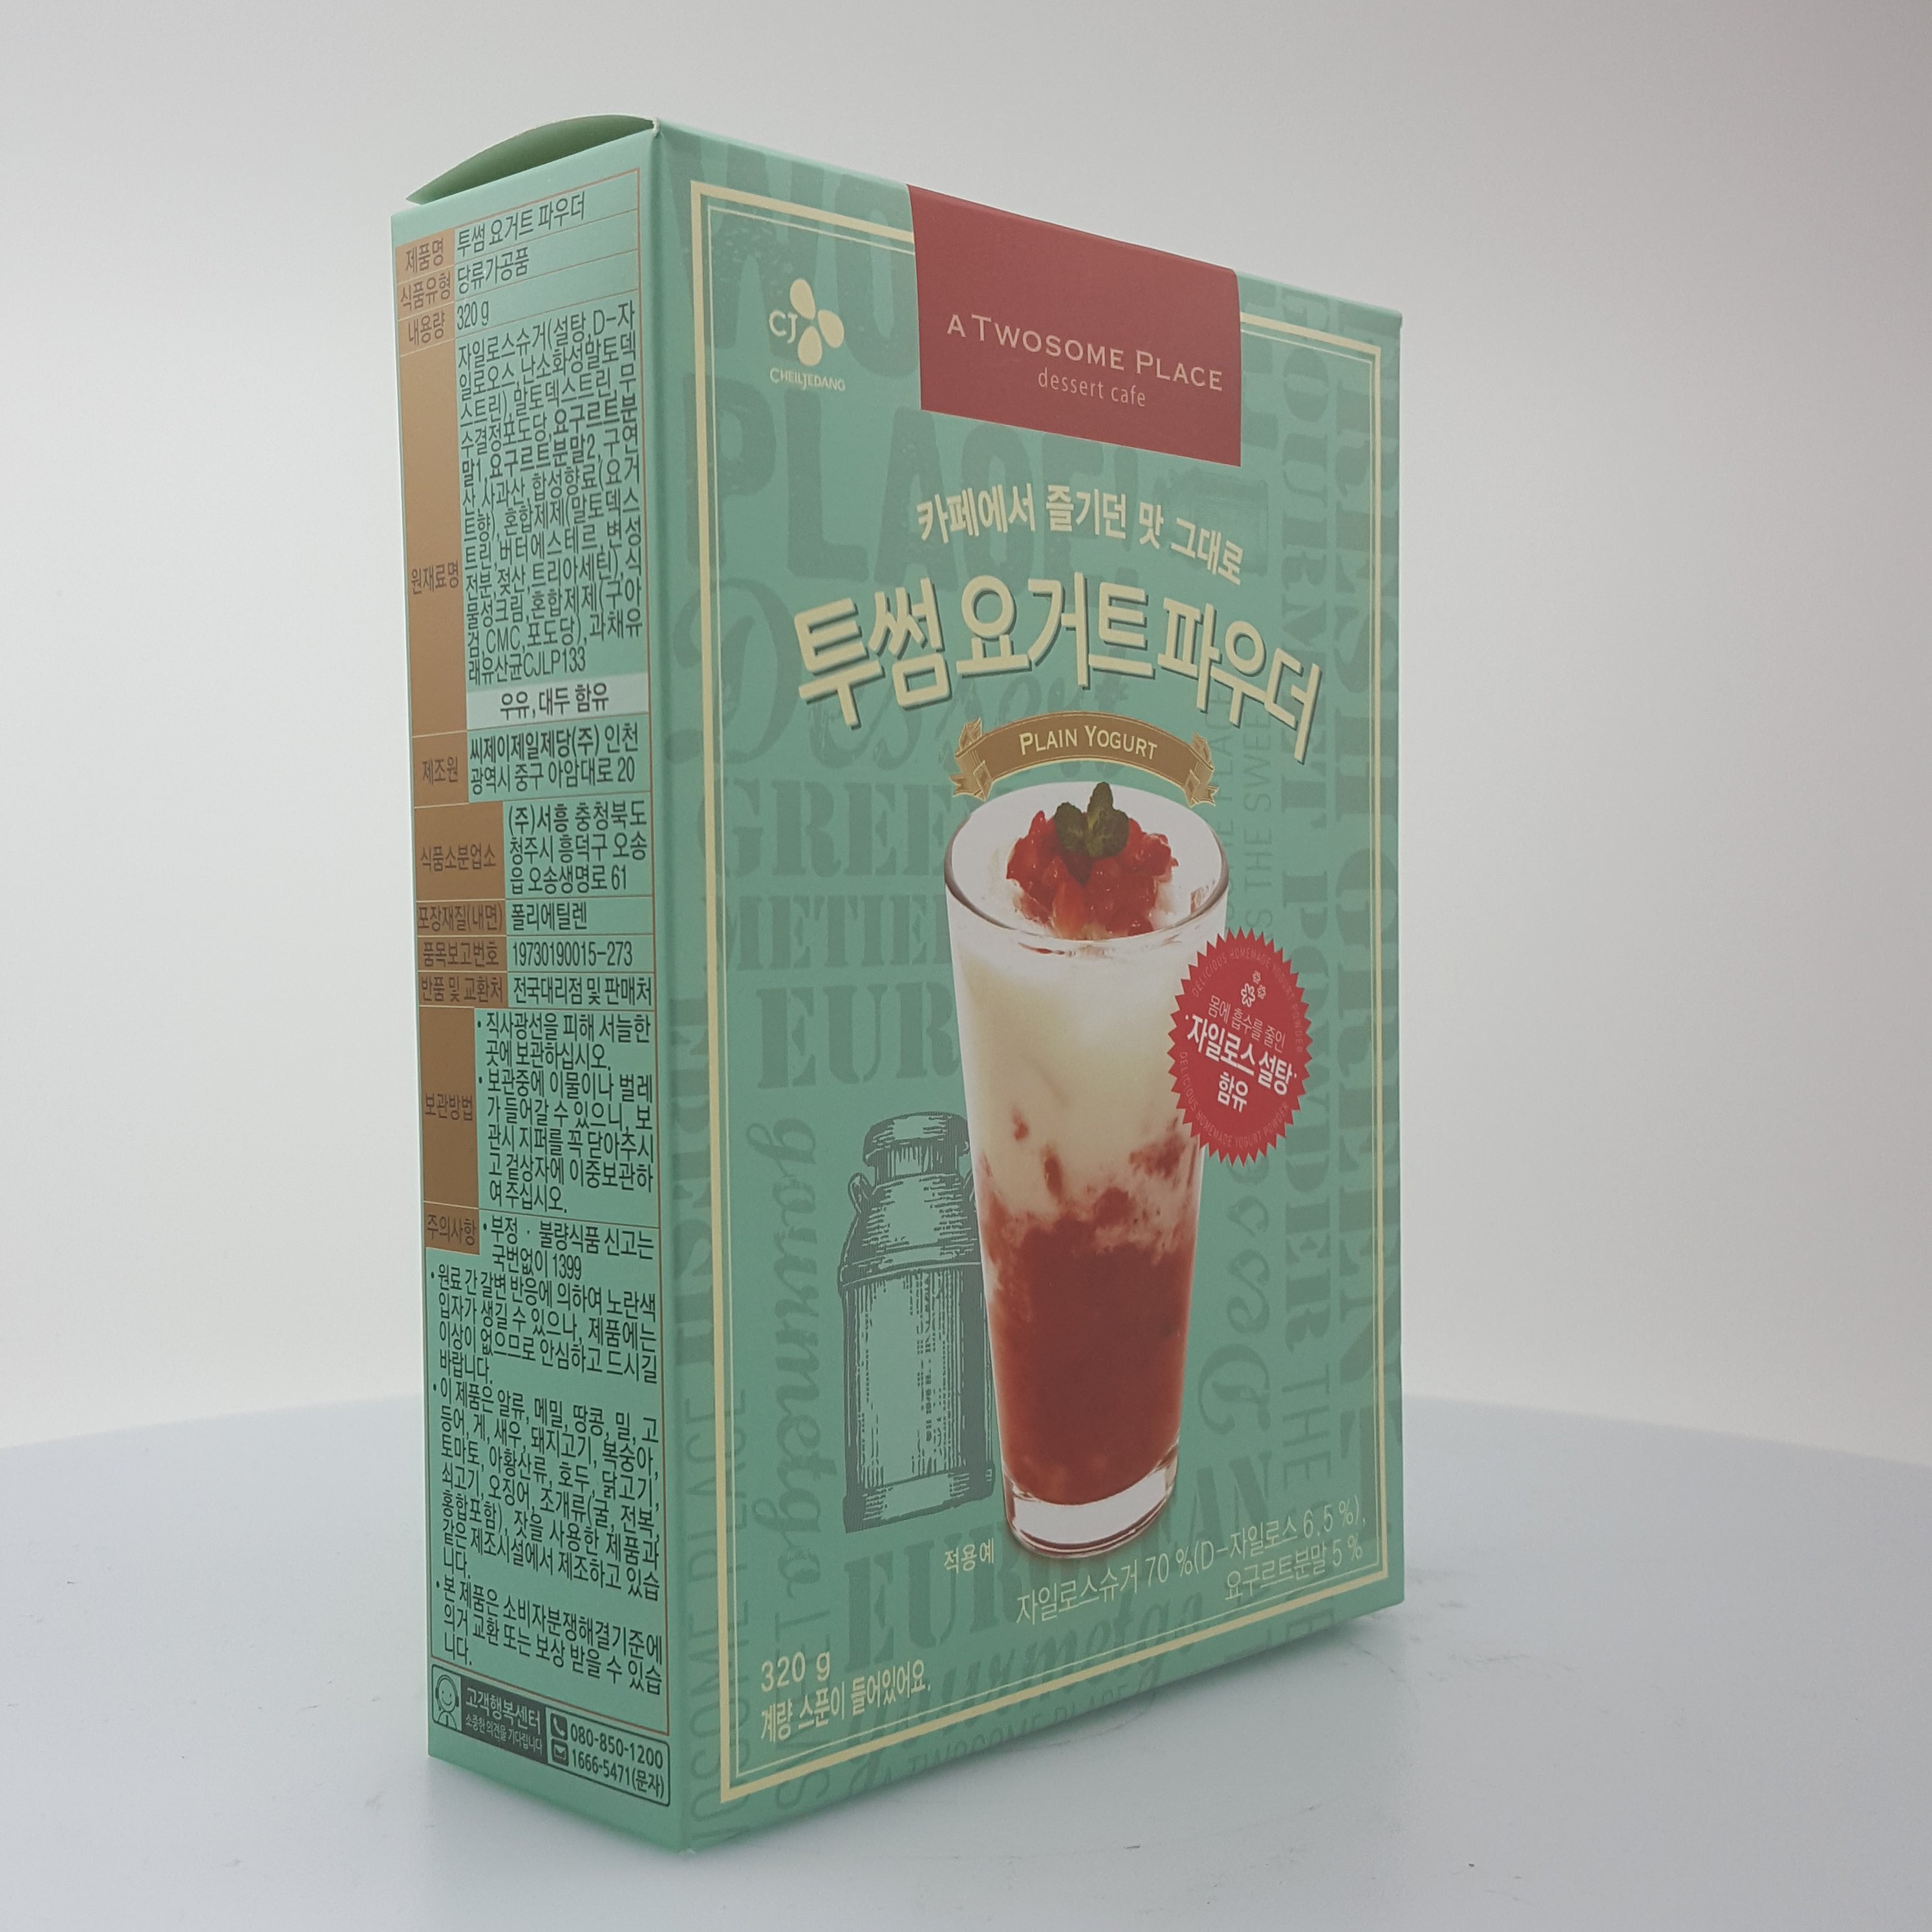 제품명 투썸 요거트 파우더
식품유형 당류가공품
내용량 320 g
원재료명
자일로스슈거(설탕,D-자
일로오스,난소화성말토덱
스트린),말토덱스트린,무
수결정포도당,요구르트분
말1,요구르트분말2,구연
산,사과산,합성향료(요거
트향),혼합제제(말토덱스
트린,버터에스테르,변성
전분,젖산,트리아세틴),식
물성크림,혼합제제(구아
검,CMC,포도당),과채유
래유산균CJLP133
우유, 대두 함유
제조원
씨제이제일제당(주) 인천
광역시 중구 아암대로 20
식품소분업소
(주)서흥 충청북도
청주시 흥덕구 오송
읍 오송생명로 61
포장재질(내면) 폴리에틸렌
품목보고번호 19730190015-273
반품 및 교환처 전국대리점 및 판매처
보관방법
• 직사광선을 피해 서늘한
곳에 보관하십시오.
• 보관중에 이물이나 벌레
가 들어갈 수 있으니, 보
관시 지퍼를 꼭 닫아주시
고 겉상자에 이중보관하
여 주십시오.
주의사항
• 부정 · 불량식품 신고는
국번없이 1399
• 원료 간 갈변 반응에 의하여 노란색
입자가 생길 수 있으나, 제품에는
이상이 없으므로 안심하고 드시길
바랍니다.
• 이 제품은 알류, 메밀, 땅콩, 밀, 고
등어, 게, 새우, 돼지고기, 복숭아,
토마토, 아황산류, 호두, 닭고기,
쇠고기, 오징어, 조개류(굴, 전복,
홍합포함), 잣을 사용한 제품과
같은 제조시설에서 제조하고 있습
니다.
• 본 제품은 소비자분쟁해결기준에
의거 교환 또는 보상 받을 수 있습
니다.
고객행복센터
소중한 의견을 기다립니다
080-850-1200
1666-5471(문자)
CJ
CHEILJEDANG
A TWOSOME PLACE
dessert cafe
카페에서 즐기던 맛 그대로
투썸 요거트 파우더
PLAIN YOGURT
DELICIOUS HOMEMADE YOGURT POWDER
몸에 흡수를 줄인
'자일로스 설탕'
함유
DELICIOUS HOMEMADE YOGURT POWDER
적용예
자일로스슈거 70 %(D-자일로스 6.5 %),
요구르트분말 5 %
320 g
계량 스푼이 들어있어요.